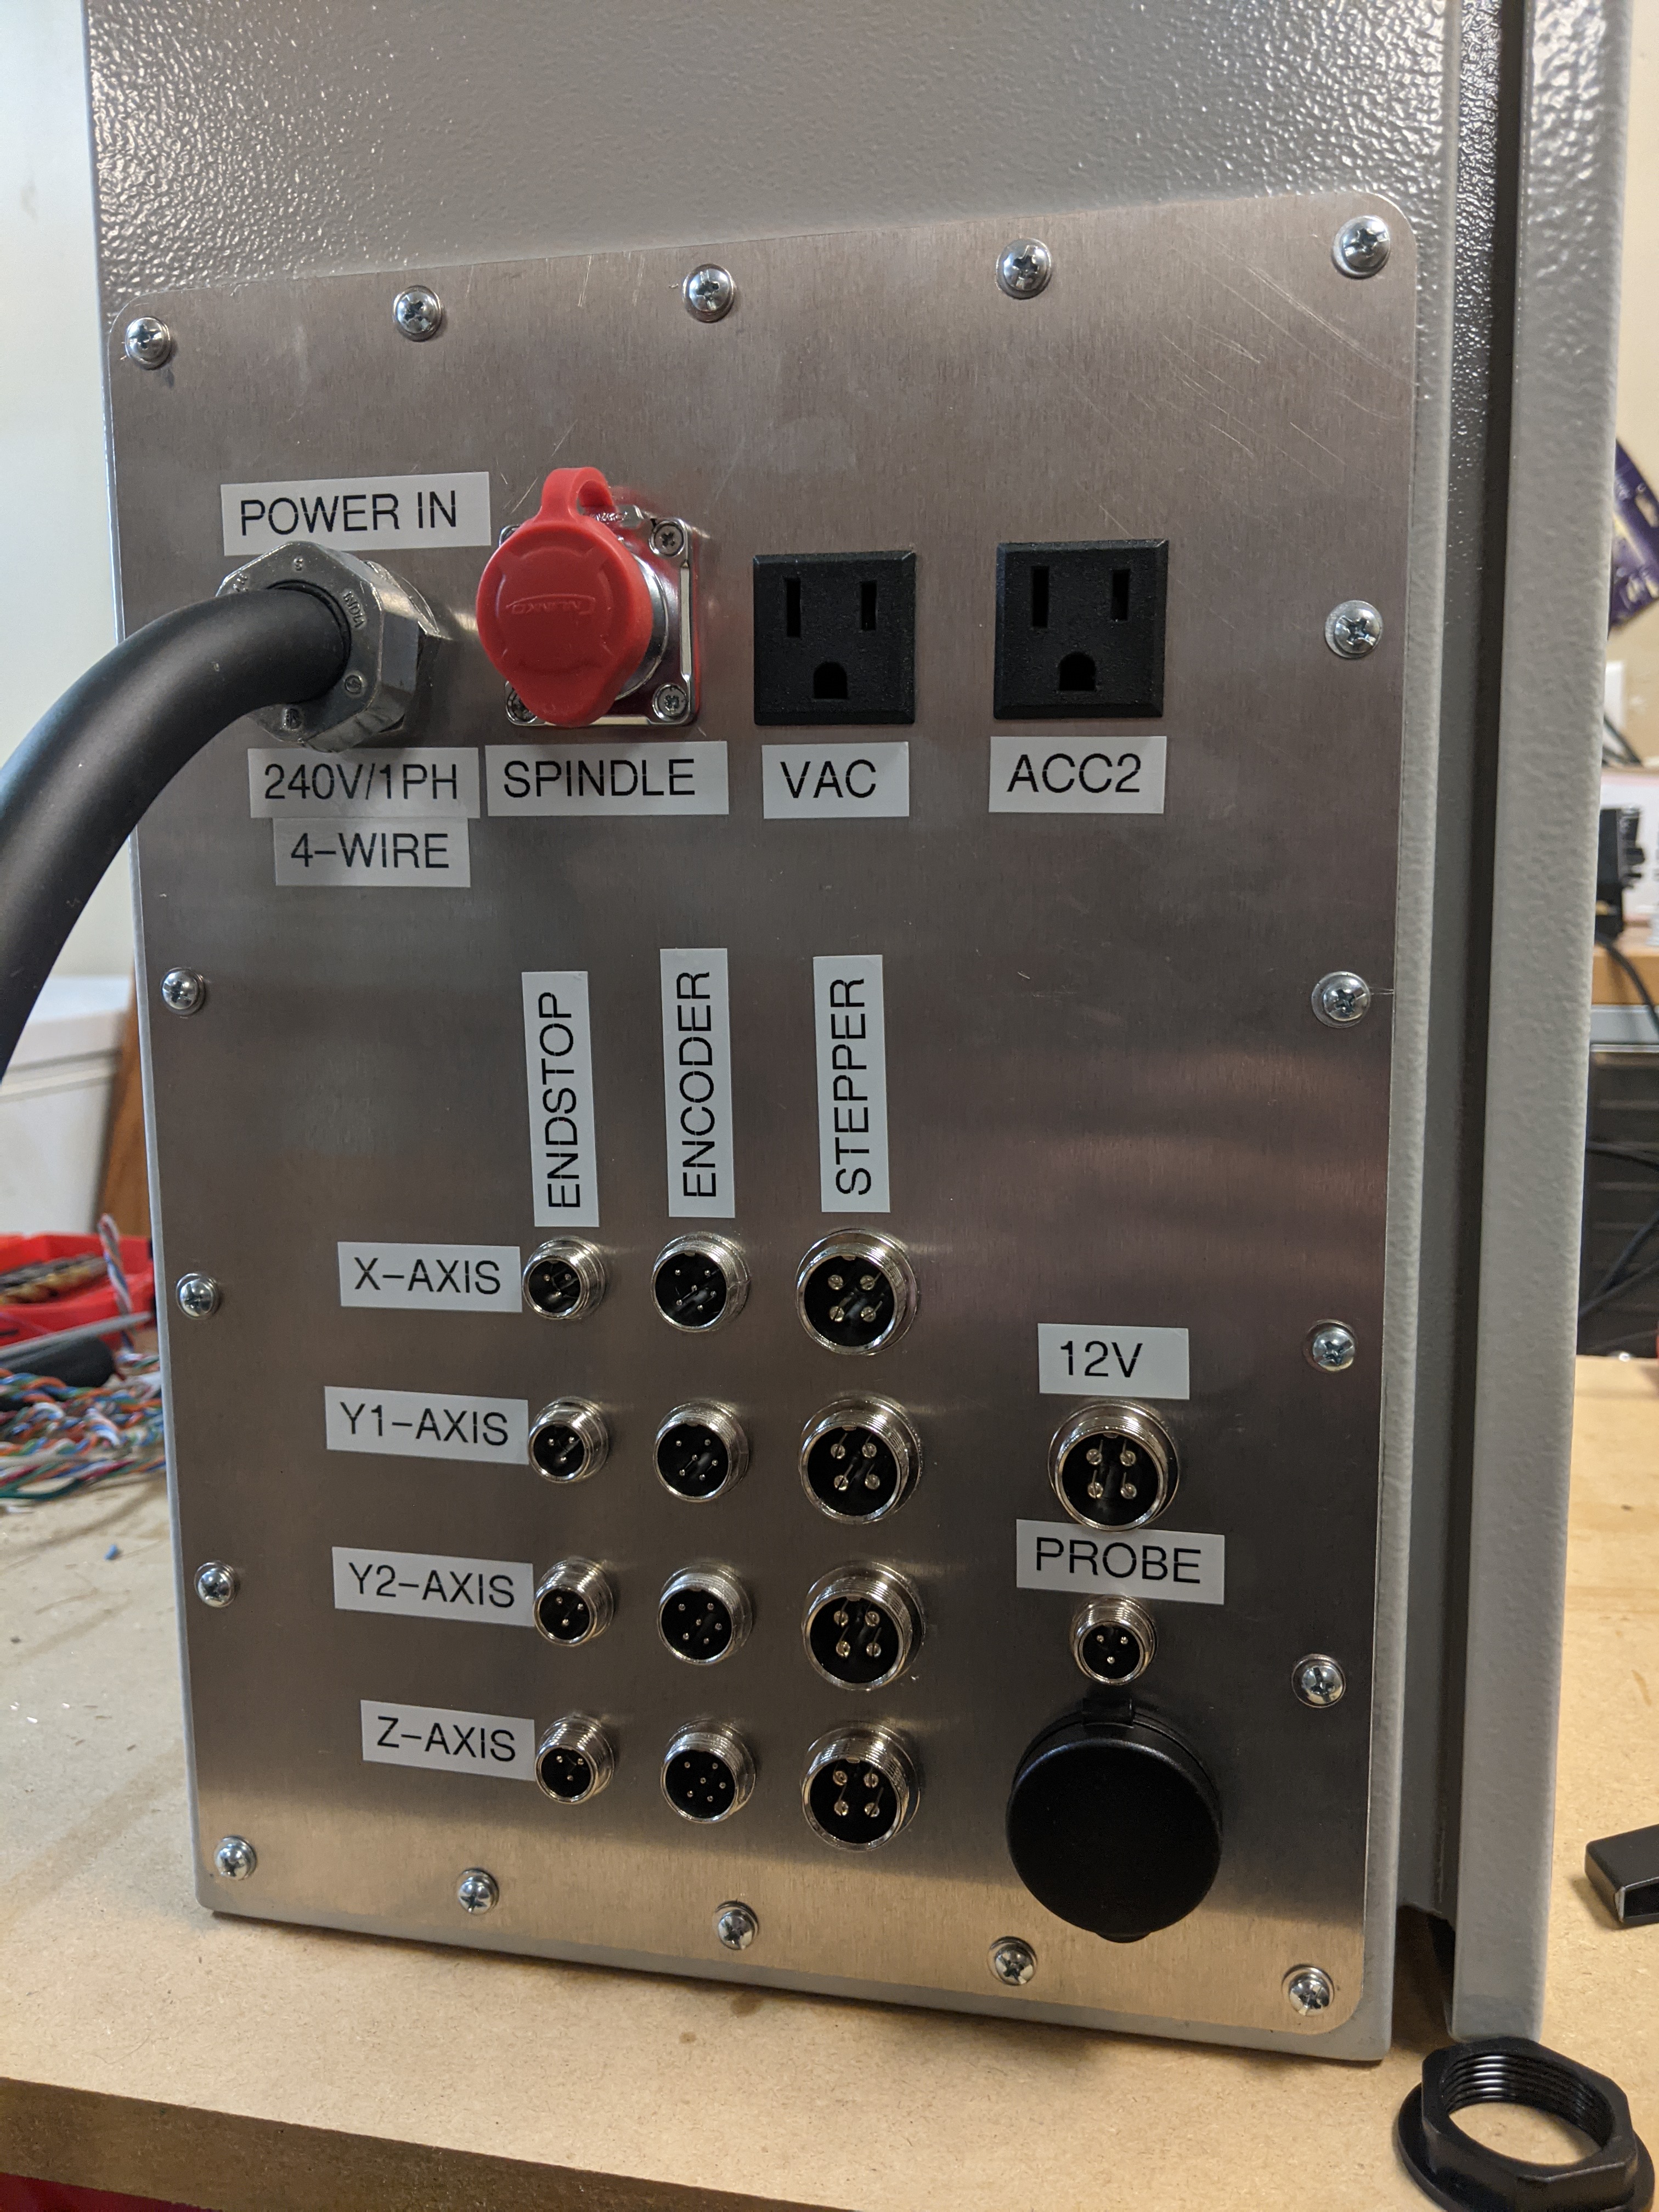 POWER IN
240V/1PH
4-WIRE
SPINDLE
VAC
ACC2
ENDSTOP
ENCODER
STEPPER
X-AXIS
Y1-AXIS
Y2-AXIS
Z-AXIS
12V
PROBE
CNLINKO